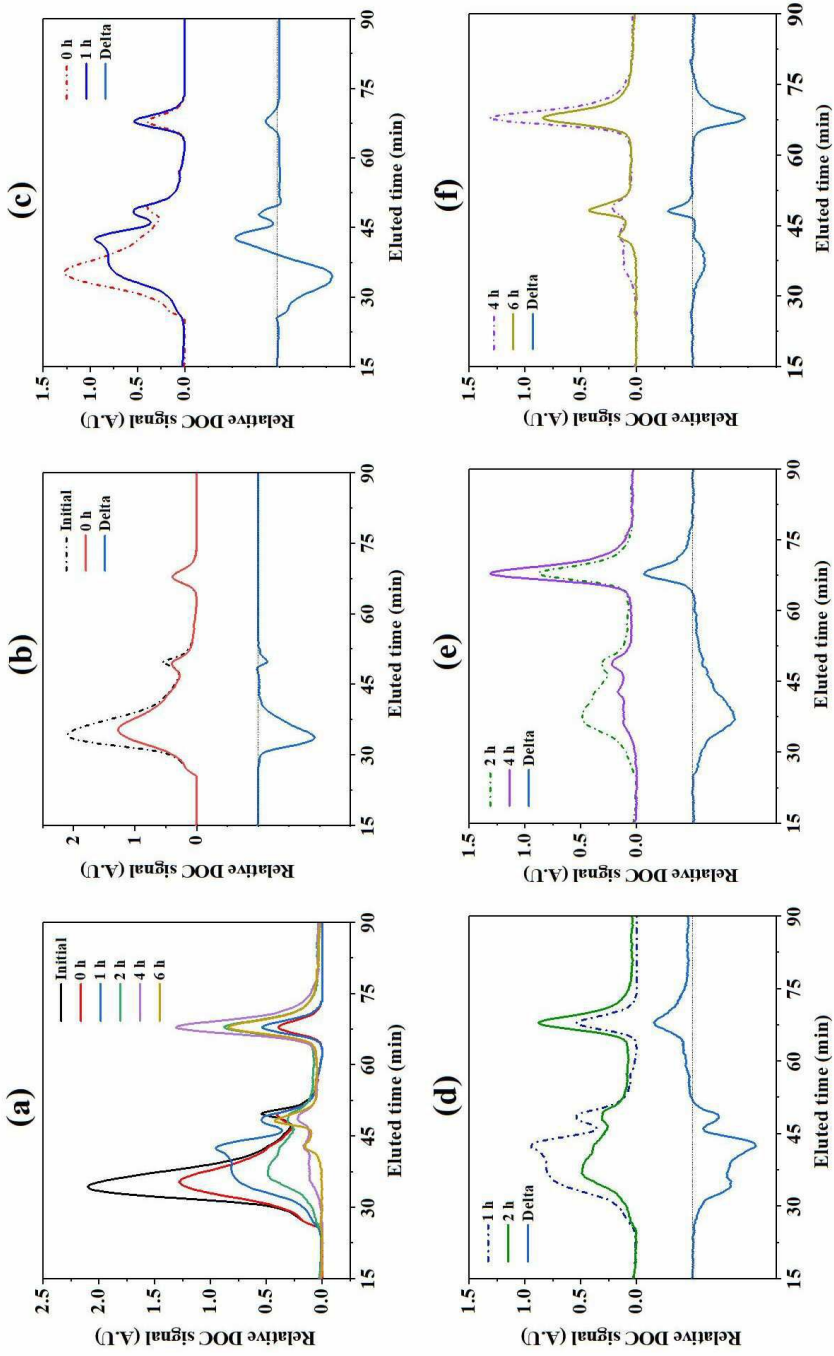 (a)
Initial
0 h
1 h
2 h
4 h
6 h
2.5
2.0
1.5
1.0
0.5
0.0
Relative DOC signal (A.U)
15 30 45 60 75 90
Eluted time (min)
(b)
Initial
0 h
Delta
2
1
0
Relative DOC signal (A.U)
15 30 45 60 75 90
Eluted time (min)
(c)
0 h
1 h
Delta
1.5
1.0
0.5
0.0
Relative DOC signal (A.U)
15 30 45 60 75 90
Eluted time (min)
(d)
1 h
2 h
Delta
1.5
1.0
0.5
0.0
Relative DOC signal (A.U)
15 30 45 60 75 90
Eluted time (min)
(e)
2 h
4 h
Delta
1.5
1.0
0.5
0.0
Relative DOC signal (A.U)
15 30 45 60 75 90
Eluted time (min)
(f)
4 h
6 h
Delta
1.5
1.0
0.5
0.0
Relative DOC signal (A.U)
15 30 45 60 75 90
Eluted time (min)